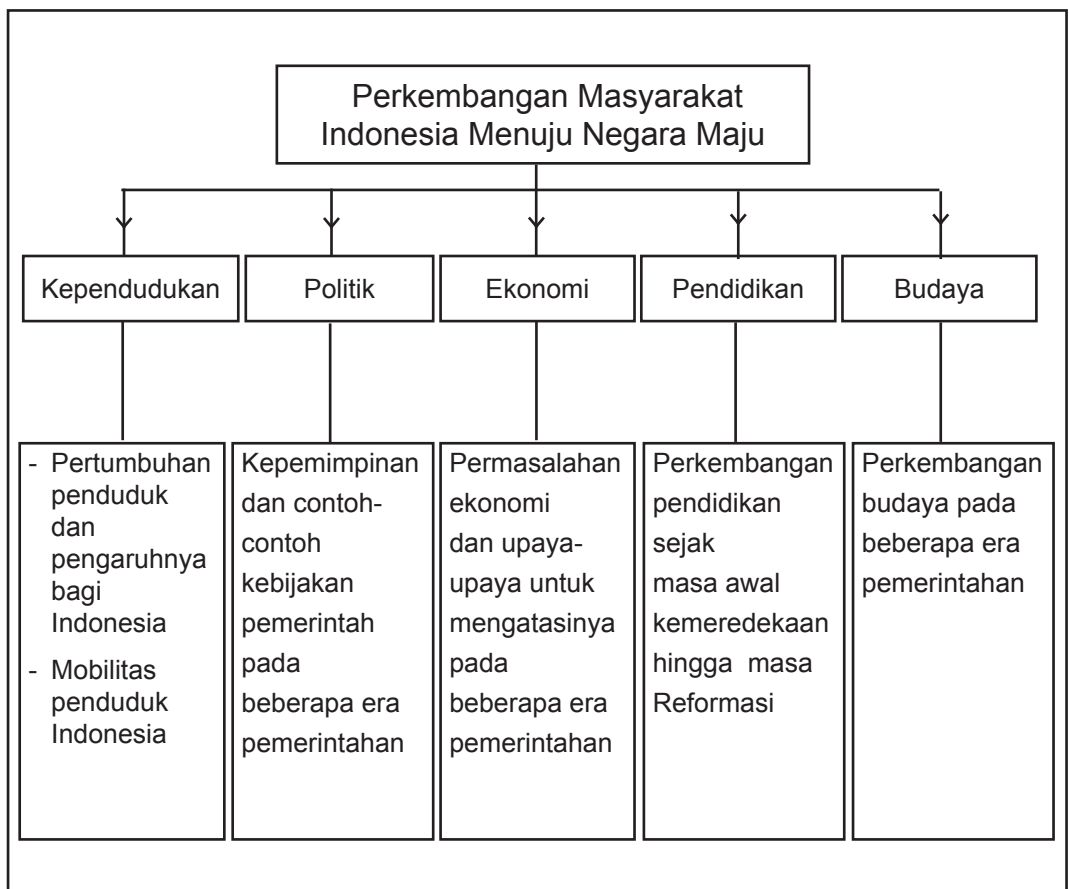 Perkembangan Masyarakat
Indonesia Menuju Negara Maju
Kependudukan
Politik
Ekonomi
Pendidikan
Budaya
- Pertumbuhan
penduduk
dan
pengaruhnya
bagi
Indonesia
- Mobilitas
penduduk
Indonesia
Kepemimpinan
dan contoh-
contoh
kebijakan
pemerintah
pada
beberapa era
pemerintahan
Permasalahan
ekonomi
dan upaya-
upaya untuk
mengatasinya
pada
beberapa era
pemerintahan
Perkembangan
pendidikan
sejak
masa awal
kemeredekaan
hingga masa
Reformasi
Perkembangan
budaya pada
beberapa era
pemerintahan